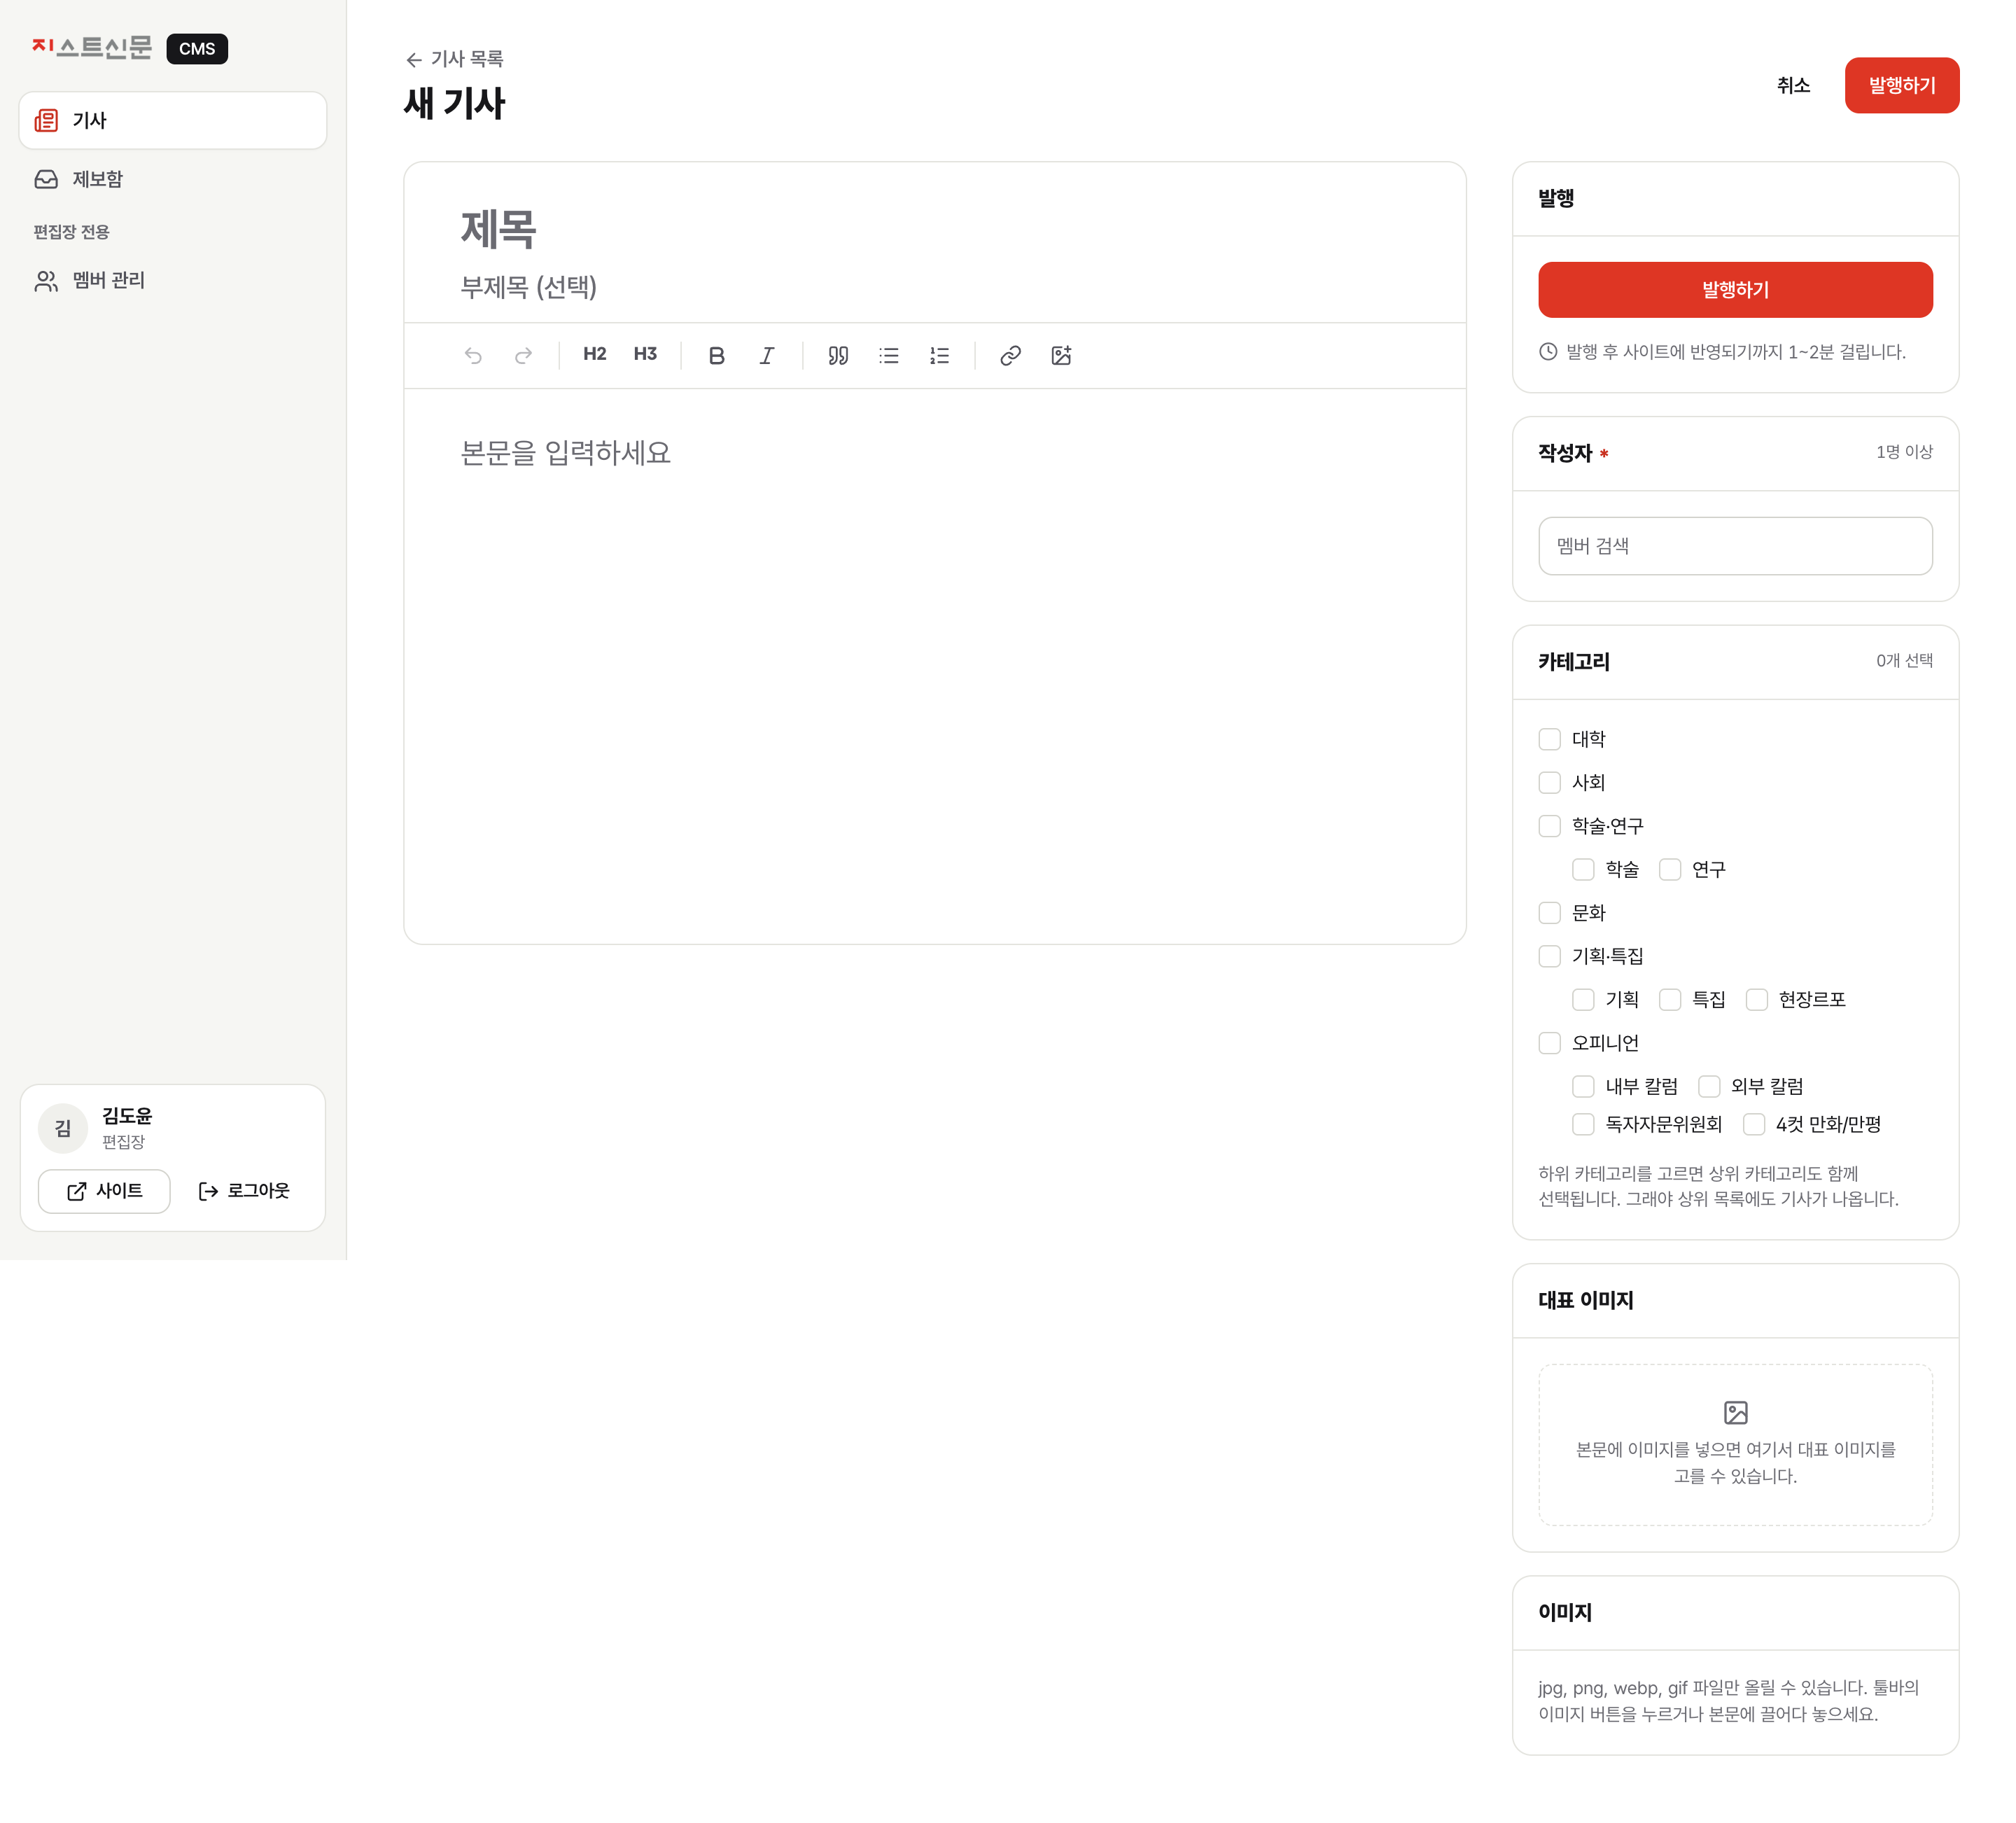 지스트신문 CMS
기사
제보함
편집장 전용
멤버 관리
김
김도윤
편집장
사이트
로그아웃
기사 목록
새 기사
취소
발행하기
제목
부제목 (선택)
H2 H3 B I
본문을 입력하세요
발행
발행하기
발행 후 사이트에 반영되기까지 1~2분 걸립니다.
작성자 *
1명 이상
멤버 검색
카테고리
0개 선택
대학
사회
학술·연구
학술 연구
문화
기획·특집
기획 특집 현장르포
오피니언
내부 칼럼 외부 칼럼
독자자문위원회 4컷 만화/만평
하위 카테고리를 고르면 상위 카테고리도 함께
선택됩니다. 그래야 상위 목록에도 기사가 나옵니다.
대표 이미지
본문에 이미지를 넣으면 여기서 대표 이미지를
고를 수 있습니다.
이미지
jpg, png, webp, gif 파일만 올릴 수 있습니다. 툴바의
이미지 버튼을 누르거나 본문에 끌어다 놓으세요.